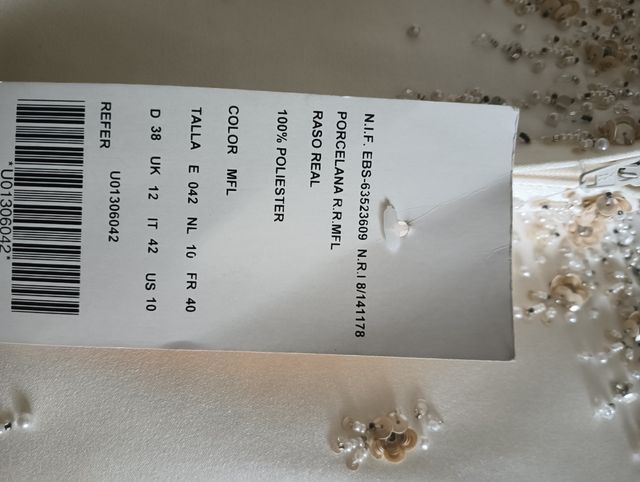 N.I.F. EBS-63523609 N.R.I 8/141178
PORCELANA R.R.MFL
RASO REAL
100% POLIESTER
COLOR MFL
TALLA E 042 NL 10 FR 40
D 38 UK 12 IT 42 US 10
REFER U01306042
*U01306042*